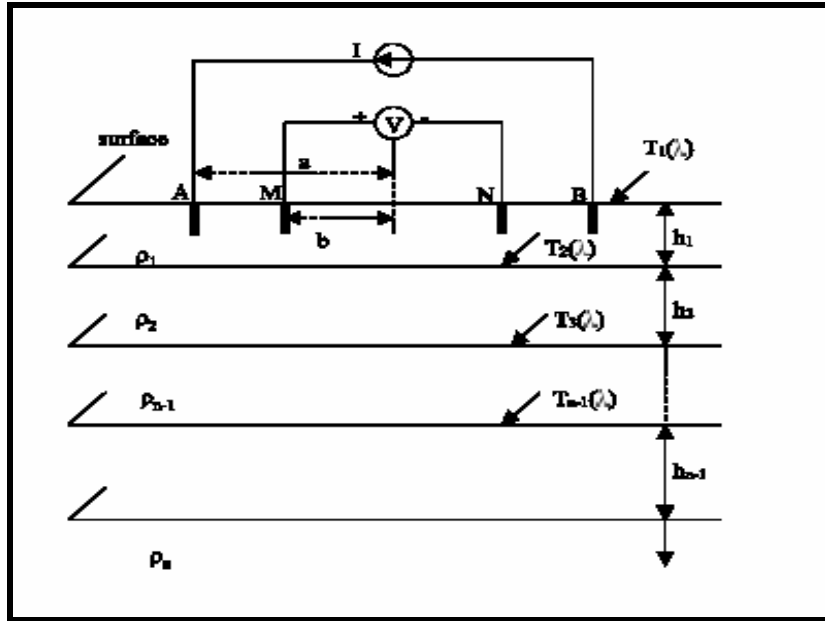 I
+ V -
surface
a
T₁(λ)
A M N B
b
h₁
ρ₁
T₂(λ)
ρ₂
h₂
T₃(λ)
ρn-1
Tn-1(λ)
hn-1
ρn